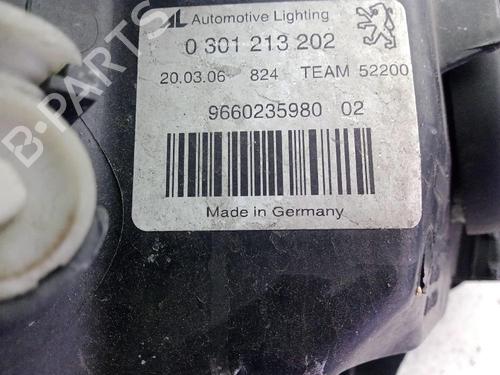 AL Automotive Lighting
0 301 213 202
20.03.06 824 TEAM 52200
9660235980 02
Made in Germany
B-PARTS